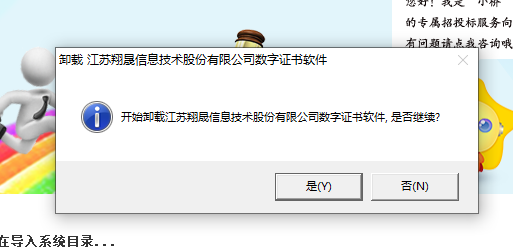 您好！我是“小桥
的专属招投标服务向
有问题请点我咨询哦
卸载 江苏翔晟信息技术股份有限公司数字证书软件
开始卸载江苏翔晟信息技术股份有限公司数字证书软件, 是否继续?
是(Y)
否(N)
在导入系统目录...